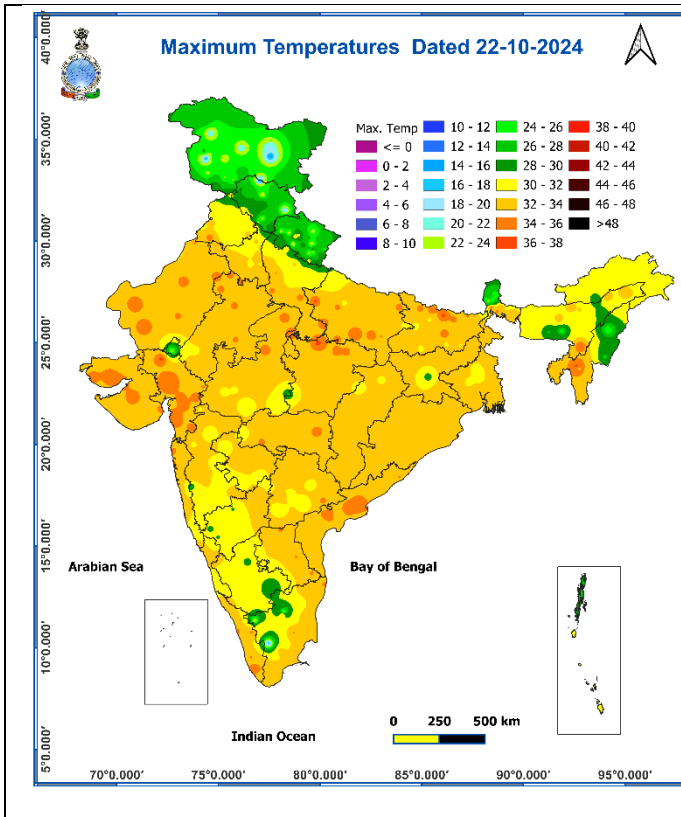 Maximum Temperatures Dated 22-10-2024
Max. Temp
<= 0
0 - 2
2 - 4
4 - 6
6 - 8
8 - 10
10 - 12
12 - 14
14 - 16
16 - 18
18 - 20
20 - 22
22 - 24
24 - 26
26 - 28
28 - 30
30 - 32
32 - 34
34 - 36
36 - 38
38 - 40
40 - 42
42 - 44
44 - 46
46 - 48
>48
40°0.000'
35°0.000'
30°0.000'
25°0.000'
20°0.000'
15°0.000'
10°0.000'
5°0.000'
Arabian Sea
Bay of Bengal
Indian Ocean
0 250 500 km
70°0.000' 75°0.000' 80°0.000' 85°0.000' 90°0.000' 95°0.000'